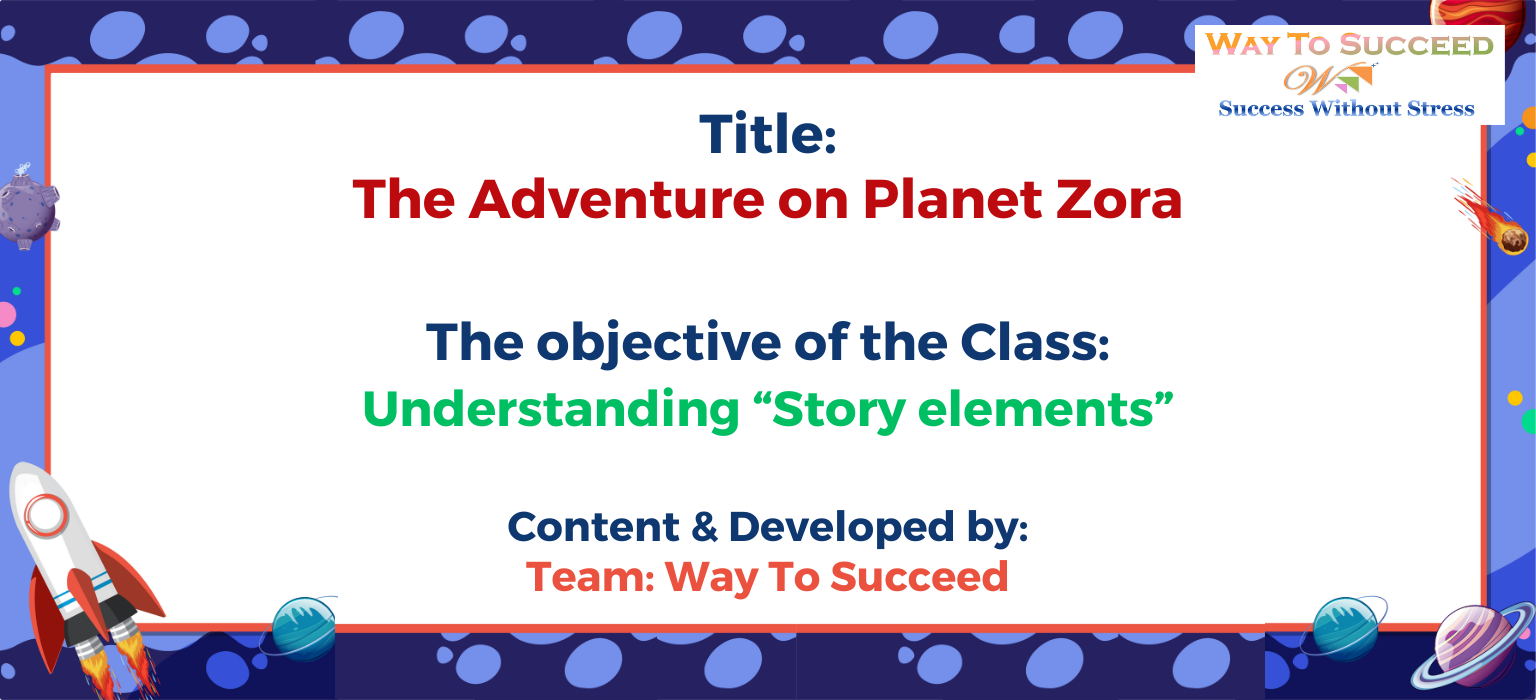 WAY TO SUCCEED
W
Success Without Stress
Title:
The Adventure on Planet Zora
The objective of the Class:
Understanding “Story elements”
Content & Developed by:
Team: Way To Succeed